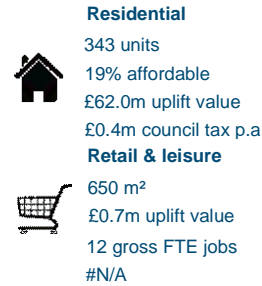 Residential
343 units
19% affordable
£62.0m uplift value
£0.4m council tax p.a
Retail & leisure
650 m²
£0.7m uplift value
12 gross FTE jobs
#N/A